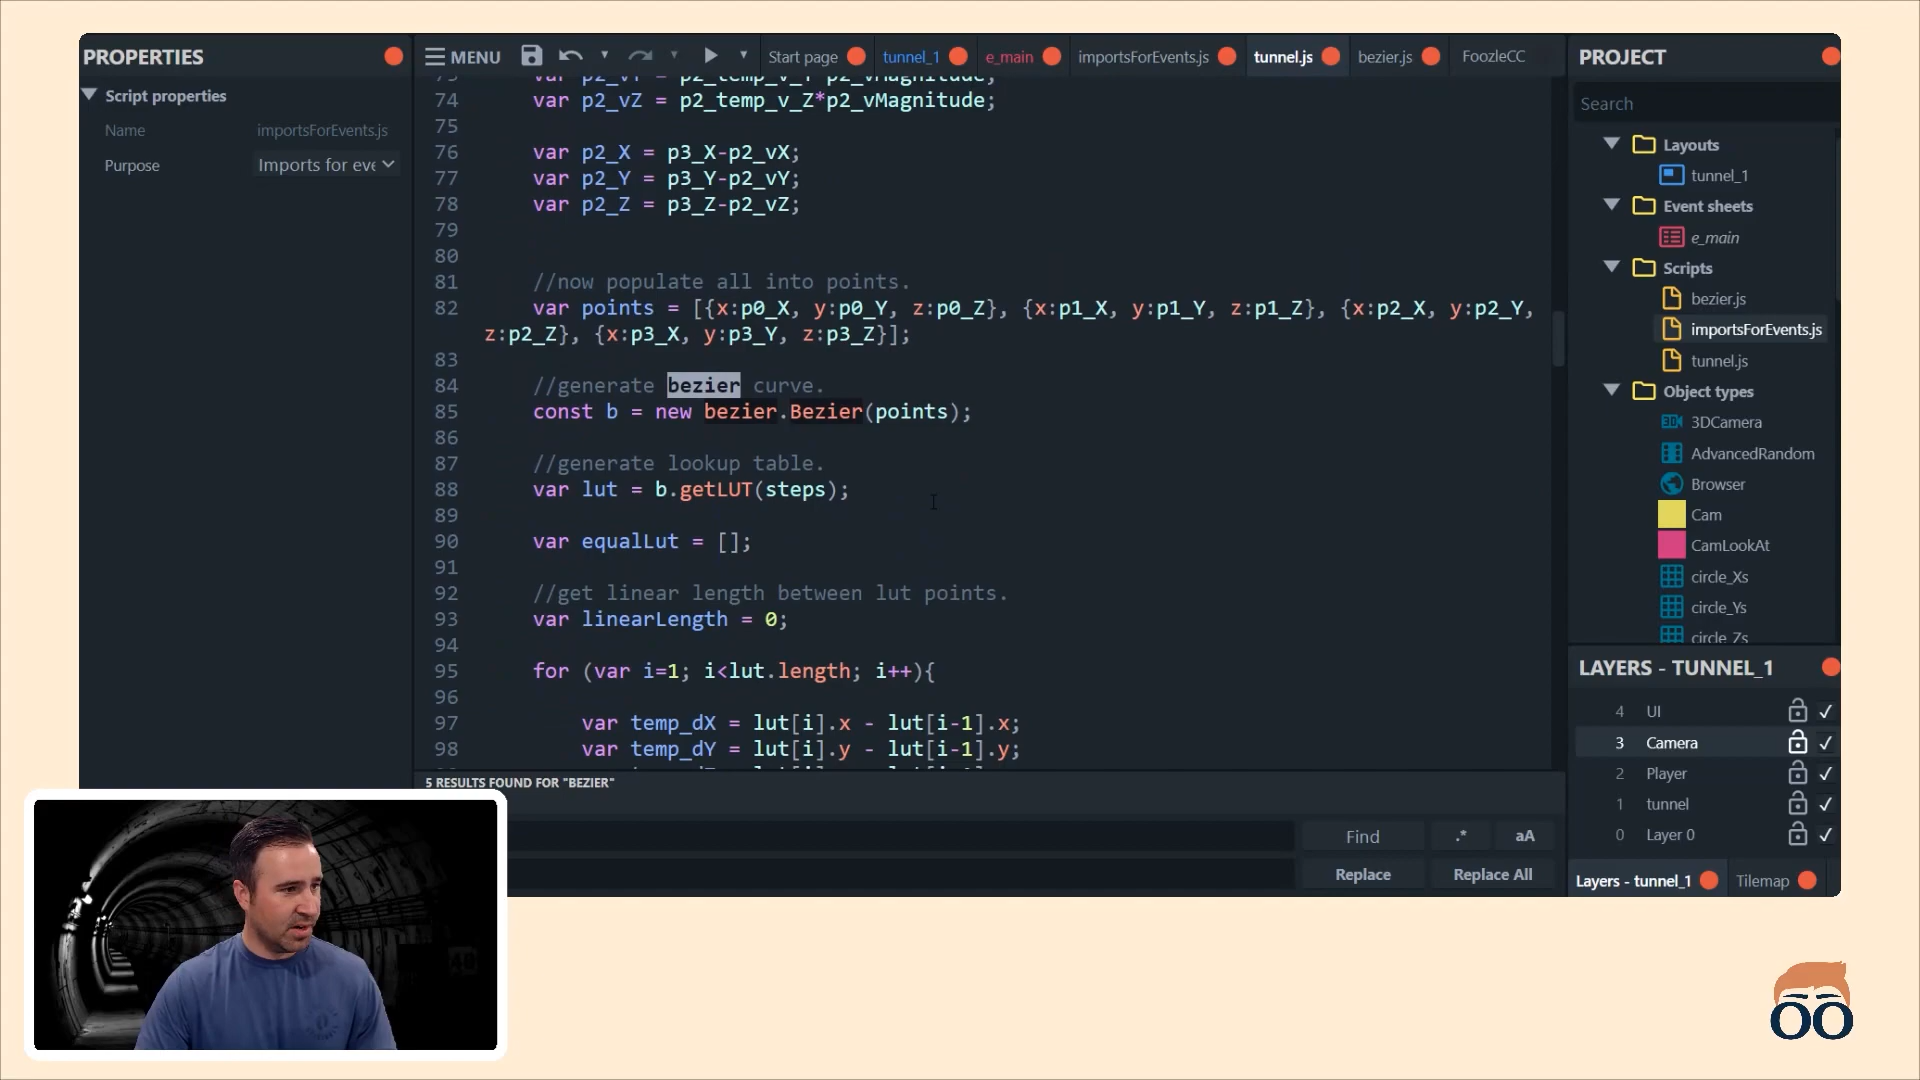 PROPERTIES
Script properties
Name importsForEvents.js
Purpose Imports for eve
MENU
Start page
tunnel_1
e_main
importsForEvents.js
tunnel.js
bezier.js
FoozleCC
74 var p2_vZ = p2_temp_v_Z*p2_vMagnitude;
75
76 var p2_X = p3_X-p2_vX;
77 var p2_Y = p3_Y-p2_vY;
78 var p2_Z = p3_Z-p2_vZ;
79
80
81 //now populate all into points.
82 var points = [{x:p0_X, y:p0_Y, z:p0_Z}, {x:p1_X, y:p1_Y, z:p1_Z}, {x:p2_X, y:p2_Y,
z:p2_Z}, {x:p3_X, y:p3_Y, z:p3_Z}];
83
84 //generate bezier curve.
85 const b = new bezier.Bezier(points);
86
87 //generate lookup table.
88 var lut = b.getLUT(steps);
89
90 var equalLut = [];
91
92 //get linear length between lut points.
93 var linearLength = 0;
94
95 for (var i=1; i<lut.length; i++){
96
97 var temp_dX = lut[i].x - lut[i-1].x;
98 var temp_dY = lut[i].y - lut[i-1].y;
5 RESULTS FOUND FOR "BEZIER"
Find .* aA
Replace Replace All
PROJECT
Search
Layouts
tunnel_1
Event sheets
e_main
Scripts
bezier.js
importsForEvents.js
tunnel.js
Object types
3DCamera
AdvancedRandom
Browser
Cam
CamLookAt
circle_Xs
circle_Ys
circle_Zs
LAYERS - TUNNEL_1
4 UI
3 Camera
2 Player
1 tunnel
0 Layer 0
Layers - tunnel_1
Tilemap